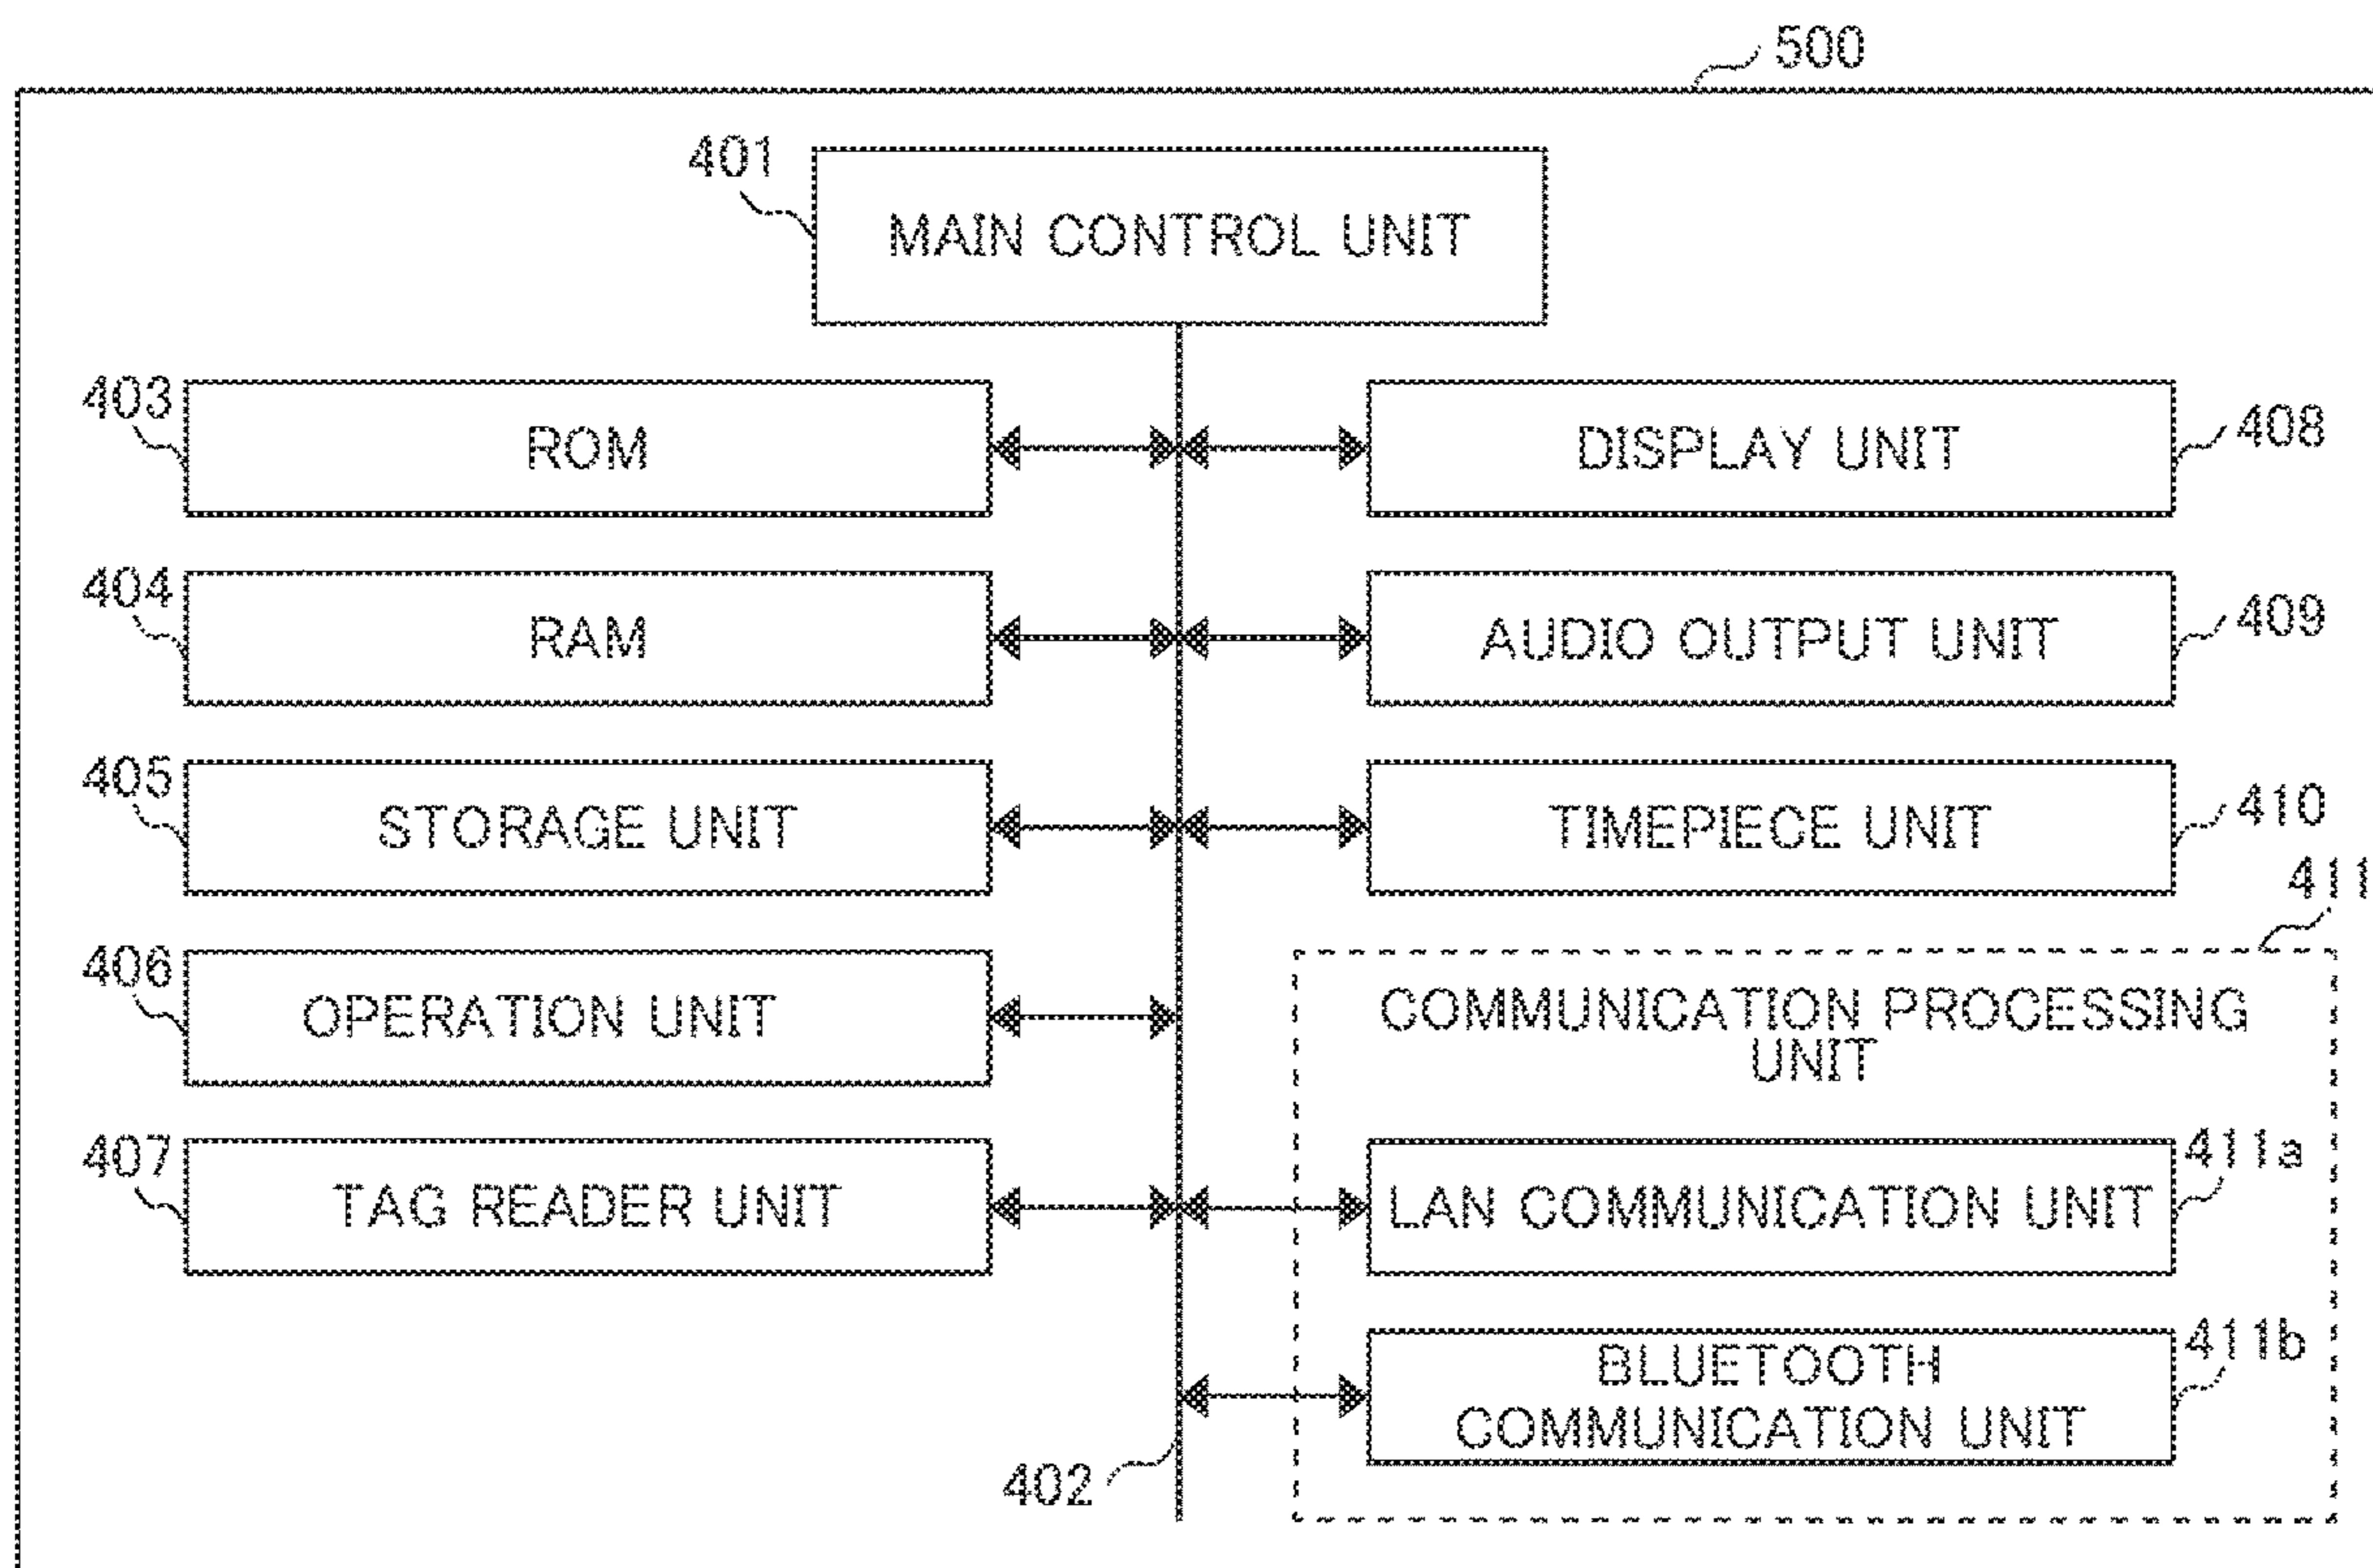 500
401
MAIN CONTROL UNIT
403
ROM
DISPLAY UNIT
408
404
RAM
AUDIO OUTPUT UNIT
409
405
STORAGE UNIT
TIMEPIECE UNIT
410
411
406
OPERATION UNIT
COMMUNICATION PROCESSING
UNIT
407
TAG READER UNIT
LAN COMMUNICATION UNIT
411a
BLUETOOTH
COMMUNICATION UNIT
411b
402